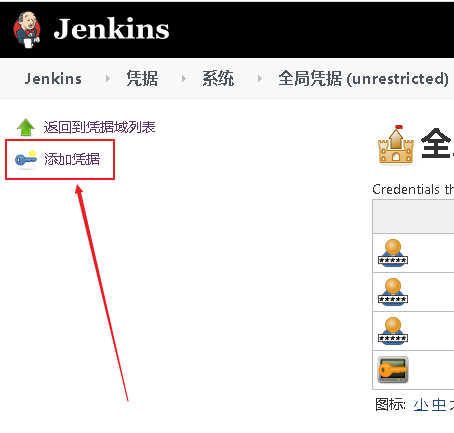 Jenkins
Jenkins 凭据 系统 全局凭据 (unrestricted)
返回到凭据域列表
添加凭据
全
Credentials th
图标: 小 中